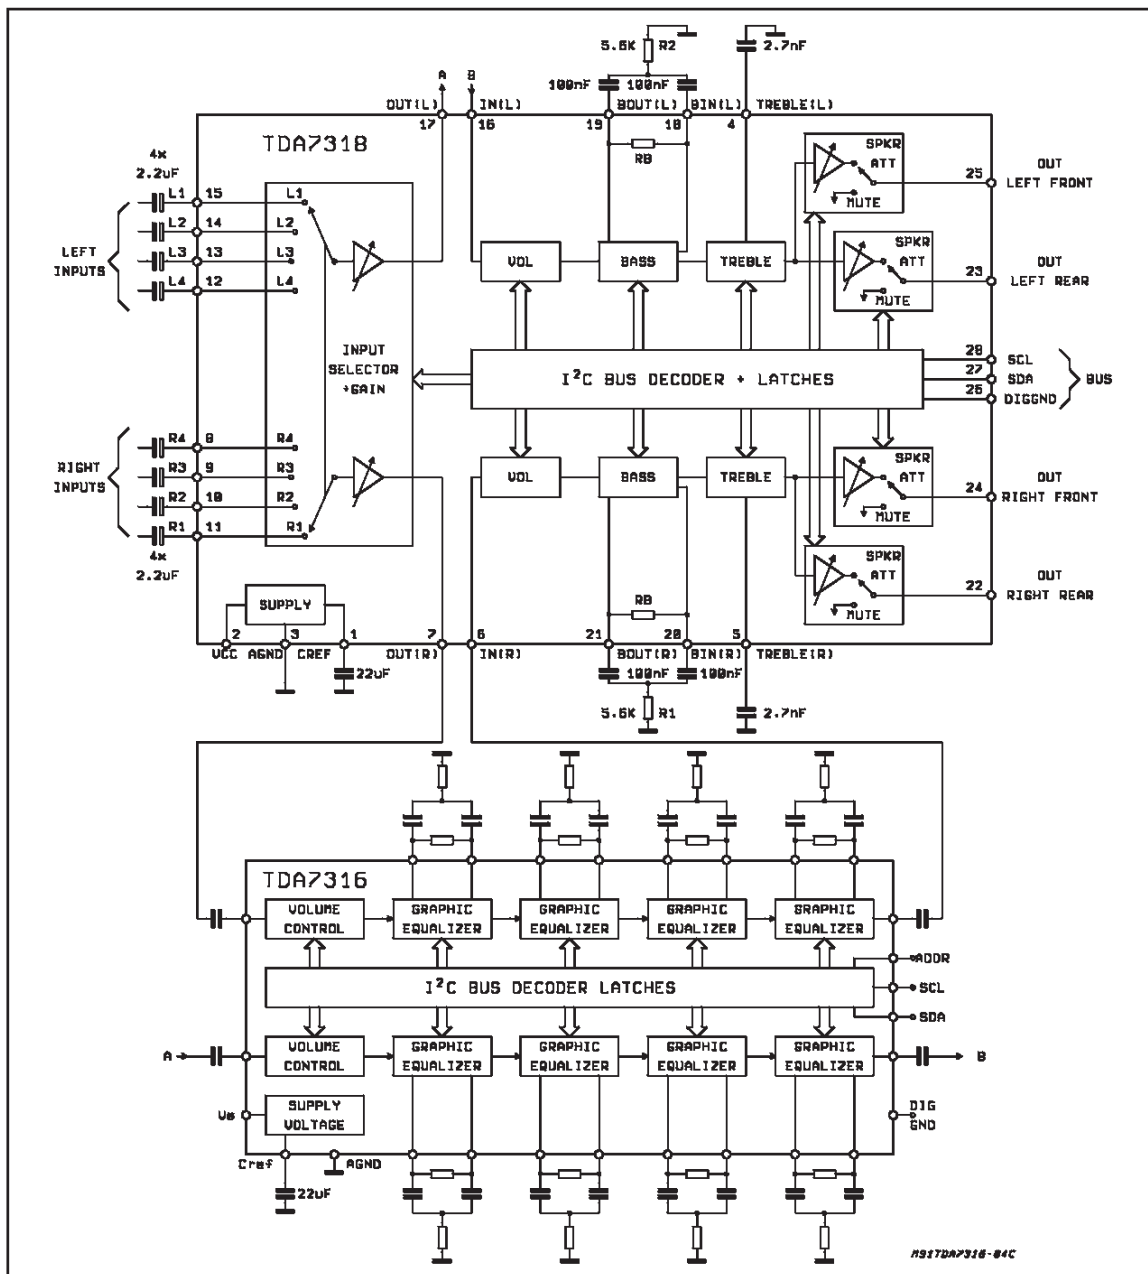 5.6K R2 2.7nF
A B 100nF 100nF
OUT(L) IN(L) BOUT(L) BIN(L) TREBLE(L)
17 16 19 18 4
TDA7318
4x
2.2uF
L1 15 L1
L2 14 L2
L3 13 L3
L4 12 L4
LEFT
INPUTS
RB
VOL BASS TREBLE
SPKR
ATT
MUTE
25
OUT
LEFT FRONT
SPKR
ATT
MUTE
23
OUT
LEFT REAR
INPUT
SELECTOR
+GAIN
I²C BUS DECODER + LATCHES
28 SCL
27 SDA
26 DIGGND
BUS
RIGHT
INPUTS
R4 8 R4
R3 9 R3
R2 10 R2
R1 11 R1
4x
2.2uF
VOL BASS TREBLE
SPKR
ATT
MUTE
24
OUT
RIGHT FRONT
SPKR
ATT
MUTE
22
OUT
RIGHT REAR
SUPPLY
RB
2 3 1 7 6 21 20 5
VCC AGND CREF OUT(R) IN(R) BOUT(R) BIN(R) TREBLE(R)
22uF 100nF 100nF
5.6K R1 2.7nF
TDA7316
VOLUME
CONTROL
GRAPHIC
EQUALIZER
GRAPHIC
EQUALIZER
GRAPHIC
EQUALIZER
GRAPHIC
EQUALIZER
I²C BUS DECODER LATCHES
ADDR
SCL
SDA
A
VOLUME
CONTROL
GRAPHIC
EQUALIZER
GRAPHIC
EQUALIZER
GRAPHIC
EQUALIZER
GRAPHIC
EQUALIZER
B
Vs
SUPPLY
VOLTAGE
DIG
GND
Cref AGND
22uF
M91TDA7316-04C